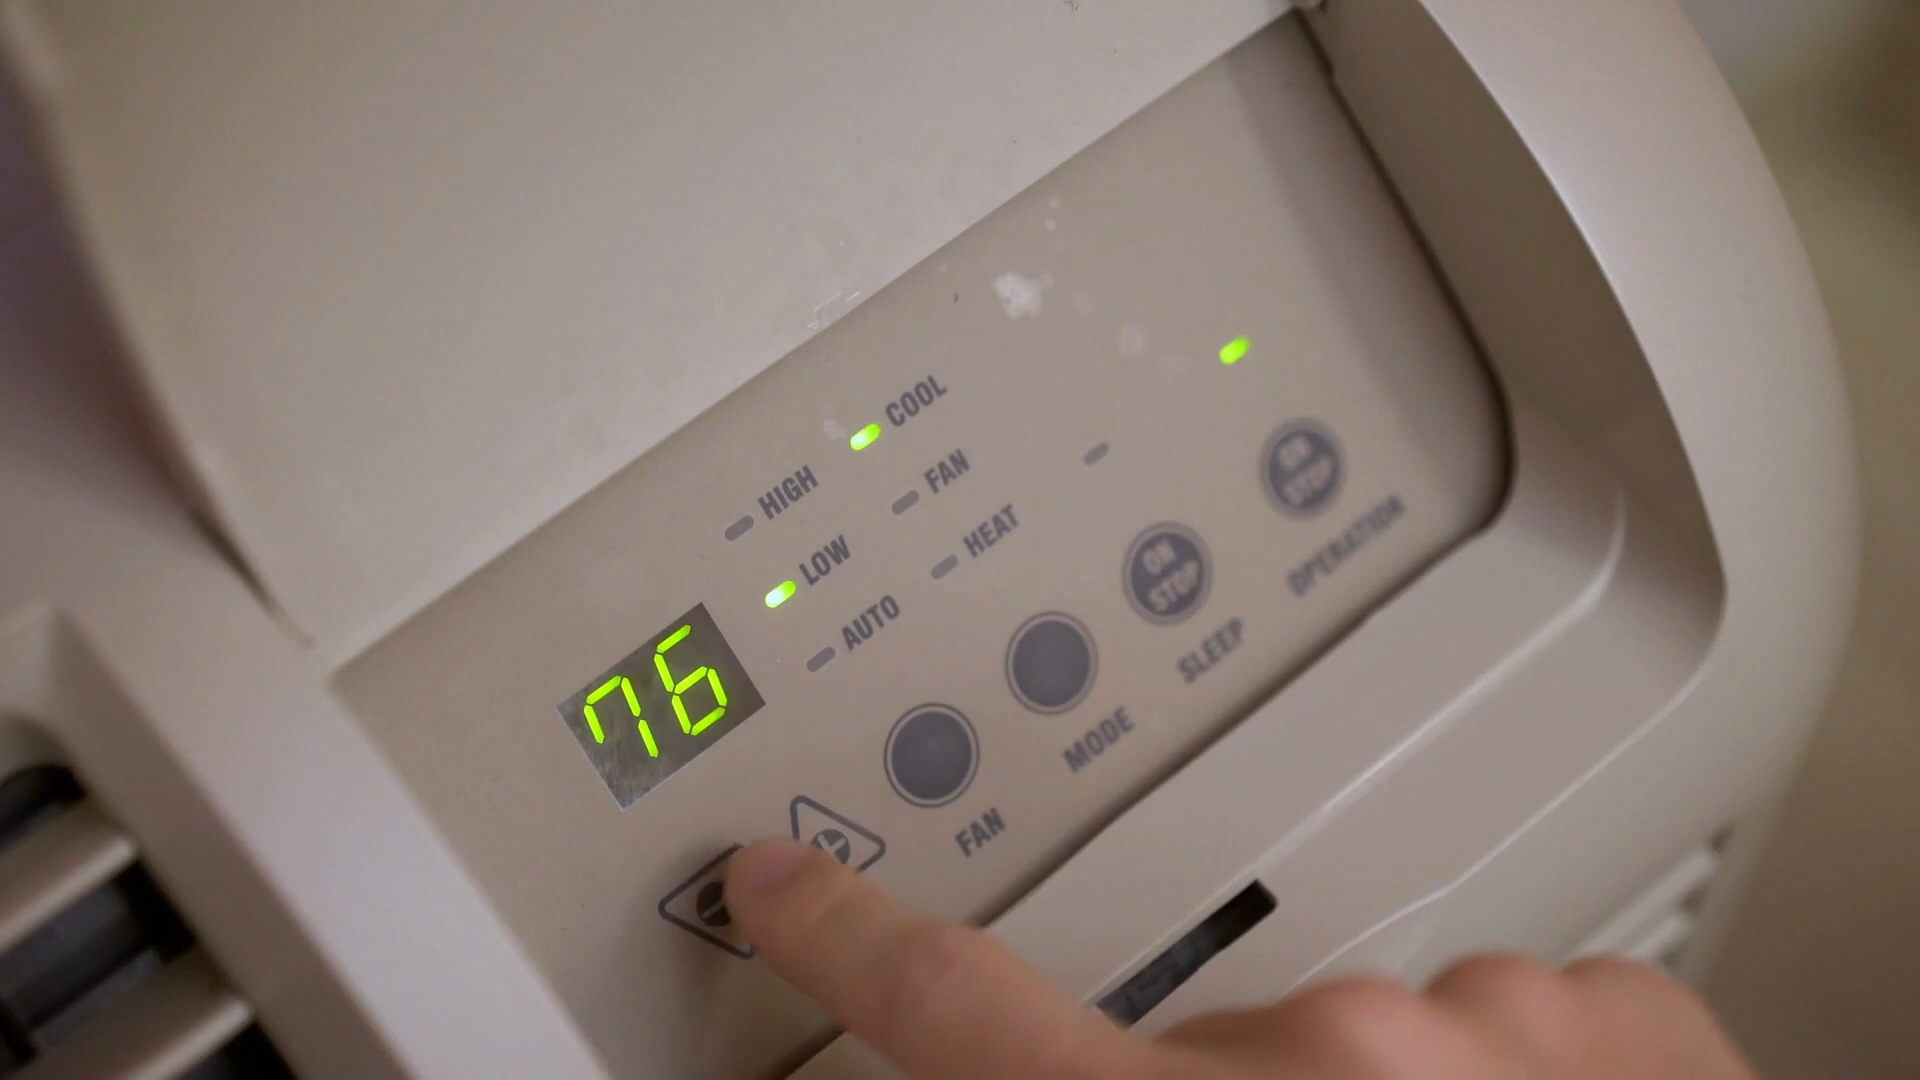 COOL
HIGH
FAN
LOW
HEAT
AUTO
76
ON
STOP
OPERATION
ON
STOP
SLEEP
MODE
FAN